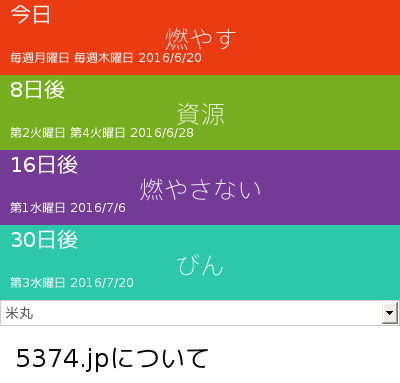 今日
燃やす
毎週月曜日 毎週木曜日 2016/6/20
8日後
資源
第2火曜日 第4火曜日 2016/6/28
16日後
燃やさない
第1水曜日 2016/7/6
30日後
びん
第3水曜日 2016/7/20
米丸
5374.jpについて